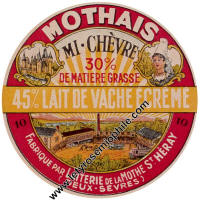 MOTHAIS
MI-CHÈVRE
30%
DE MATIÈRE GRASSE
45% LAIT DE VACHE ÉCRÉMÉ
10 10
FABRIQUÉ PAR LAITERIE DE LA MOTHE ST HÉRAY
(DEUX-SÈVRES)